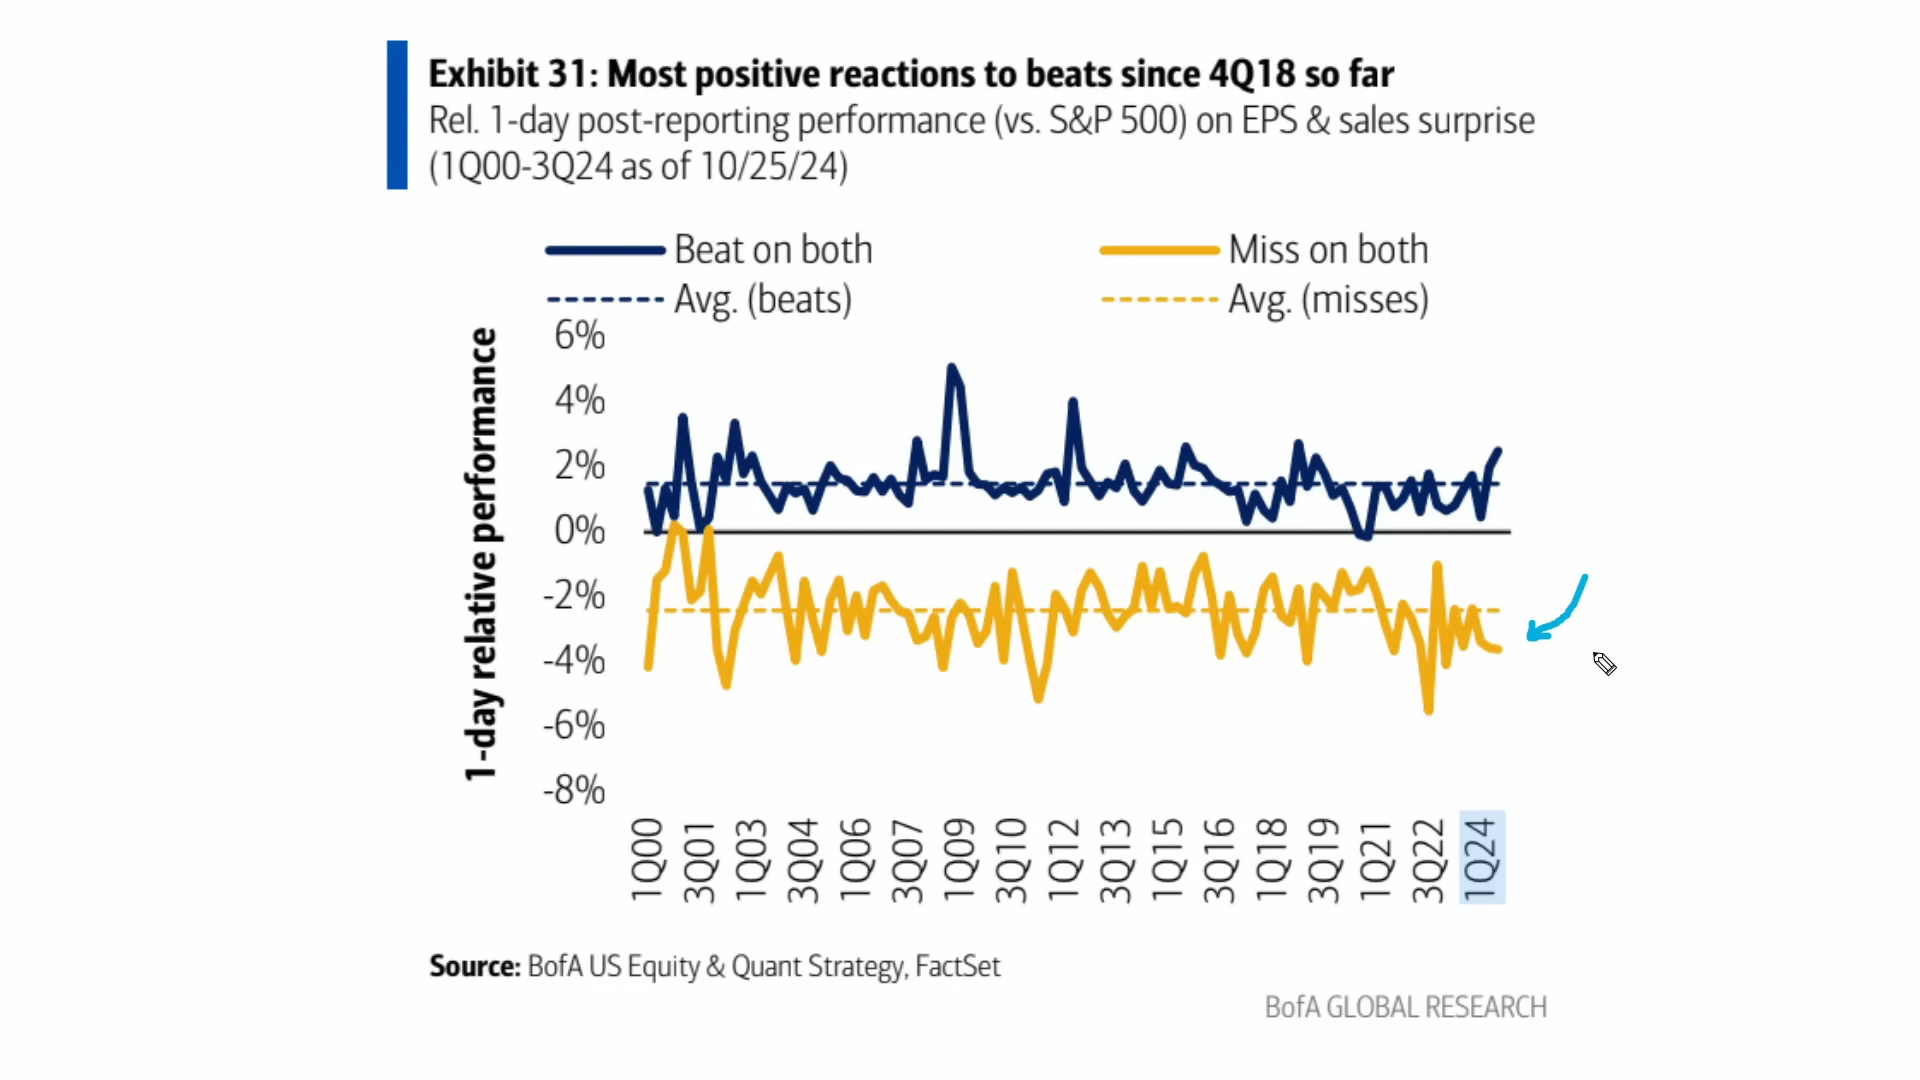 Exhibit 31: Most positive reactions to beats since 4Q18 so far
Rel. 1-day post-reporting performance (vs. S&P 500) on EPS & sales surprise
(1Q00-3Q24 as of 10/25/24)
Beat on both
Miss on both
Avg. (beats)
Avg. (misses)
1-day relative performance
6%
4%
2%
0%
-2%
-4%
-6%
-8%
1Q00
3Q01
1Q03
3Q04
1Q06
3Q07
1Q09
3Q10
1Q12
3Q13
1Q15
3Q16
1Q18
3Q19
1Q21
3Q22
1Q24
Source: BofA US Equity & Quant Strategy, FactSet
BofA GLOBAL RESEARCH